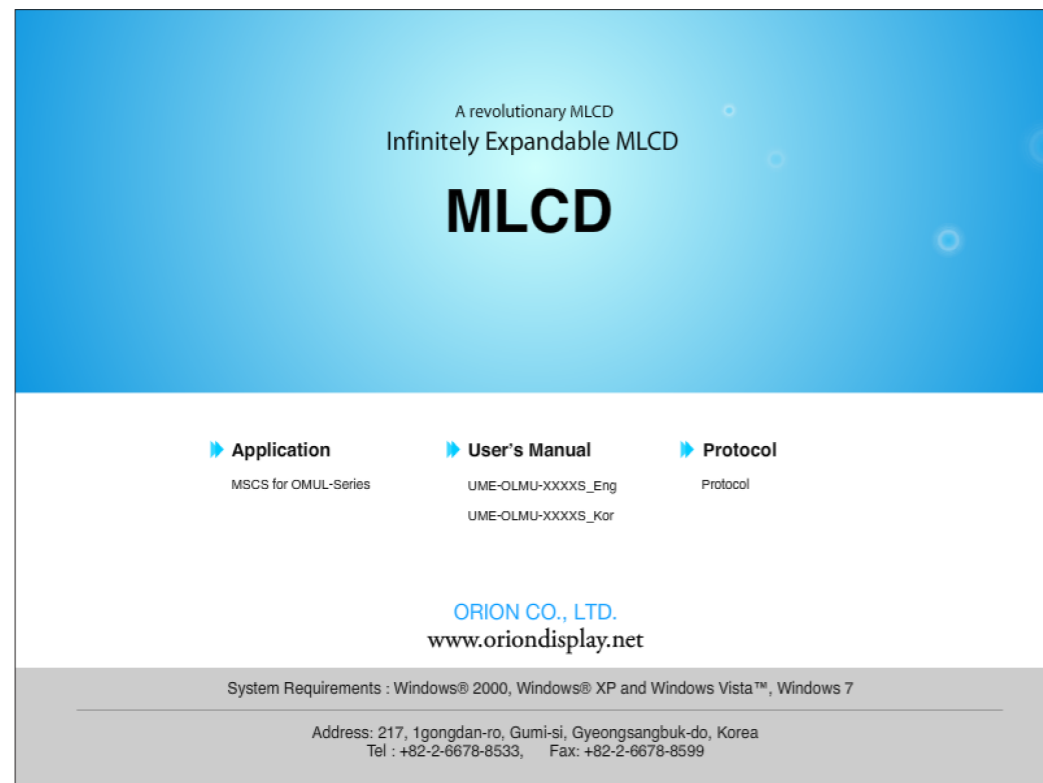 A revolutionary MLCD
Infinitely Expandable MLCD
MLCD
Application
MSCS for OMUL-Series
User's Manual
UME-OLMU-XXXXS_Eng
UME-OLMU-XXXXS_Kor
Protocol
Protocol
ORION CO., LTD.
www.oriondisplay.net
System Requirements : Windows® 2000, Windows® XP and Windows Vista™, Windows 7
Address: 217, 1gongdan-ro, Gumi-si, Gyeongsangbuk-do, Korea
Tel : +82-2-6678-8533, Fax: +82-2-6678-8599